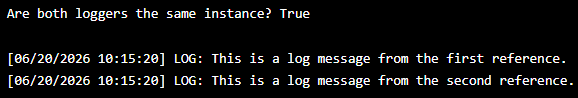 Are both loggers the same instance? True
[06/20/2026 10:15:20] LOG: This is a log message from the first reference.
[06/20/2026 10:15:20] LOG: This is a log message from the second reference.